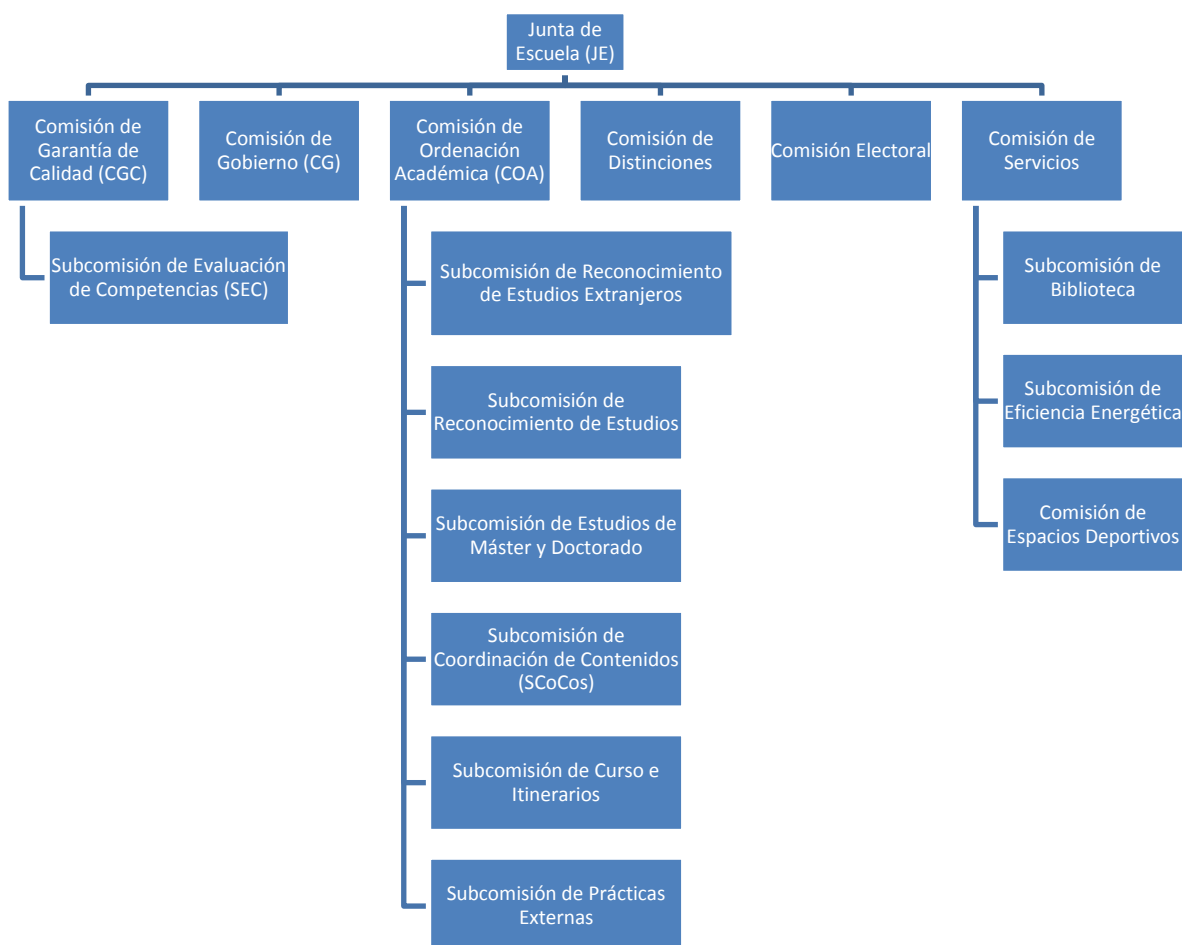 Junta de
Escuela (JE)
Comisión de
Garantía de
Calidad (CGC)
Comisión de
Gobierno (CG)
Comisión de
Ordenación
Académica (COA)
Comisión de
Distinciones
Comisión Electoral
Comisión de
Servicios
Subcomisión de Evaluación
de Competencias (SEC)
Subcomisión de Reconocimiento
de Estudios Extranjeros
Subcomisión de
Reconocimiento de Estudios
Subcomisión de Estudios de
Máster y Doctorado
Subcomisión de
Coordinación de Contenidos
(SCoCos)
Subcomisión de Curso e
Itinerarios
Subcomisión de Prácticas
Externas
Subcomisión de
Biblioteca
Subcomisión de
Eficiencia Energética
Comisión de
Espacios Deportivos